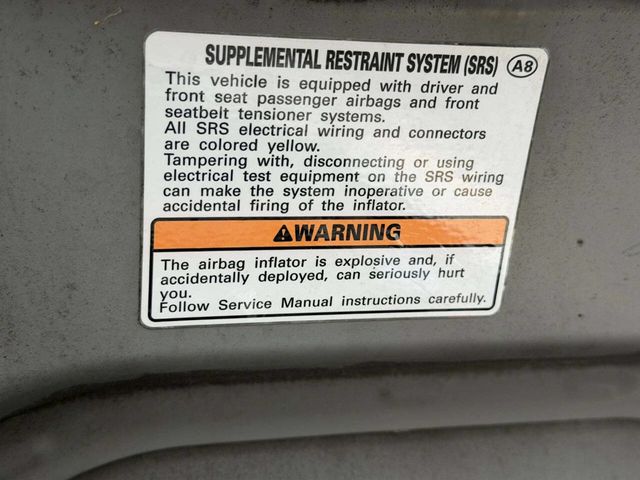 SUPPLEMENTAL RESTRAINT SYSTEM (SRS) A8
This vehicle is equipped with driver and
front seat passenger airbags and front
seatbelt tensioner systems.
All SRS electrical wiring and connectors
are colored yellow.
Tampering with, disconnecting or using
electrical test equipment on the SRS wiring
can make the system inoperative or cause
accidental firing of the inflator.
⚠WARNING
The airbag inflator is explosive and, if
accidentally deployed, can seriously hurt
you.
Follow Service Manual instructions carefully.